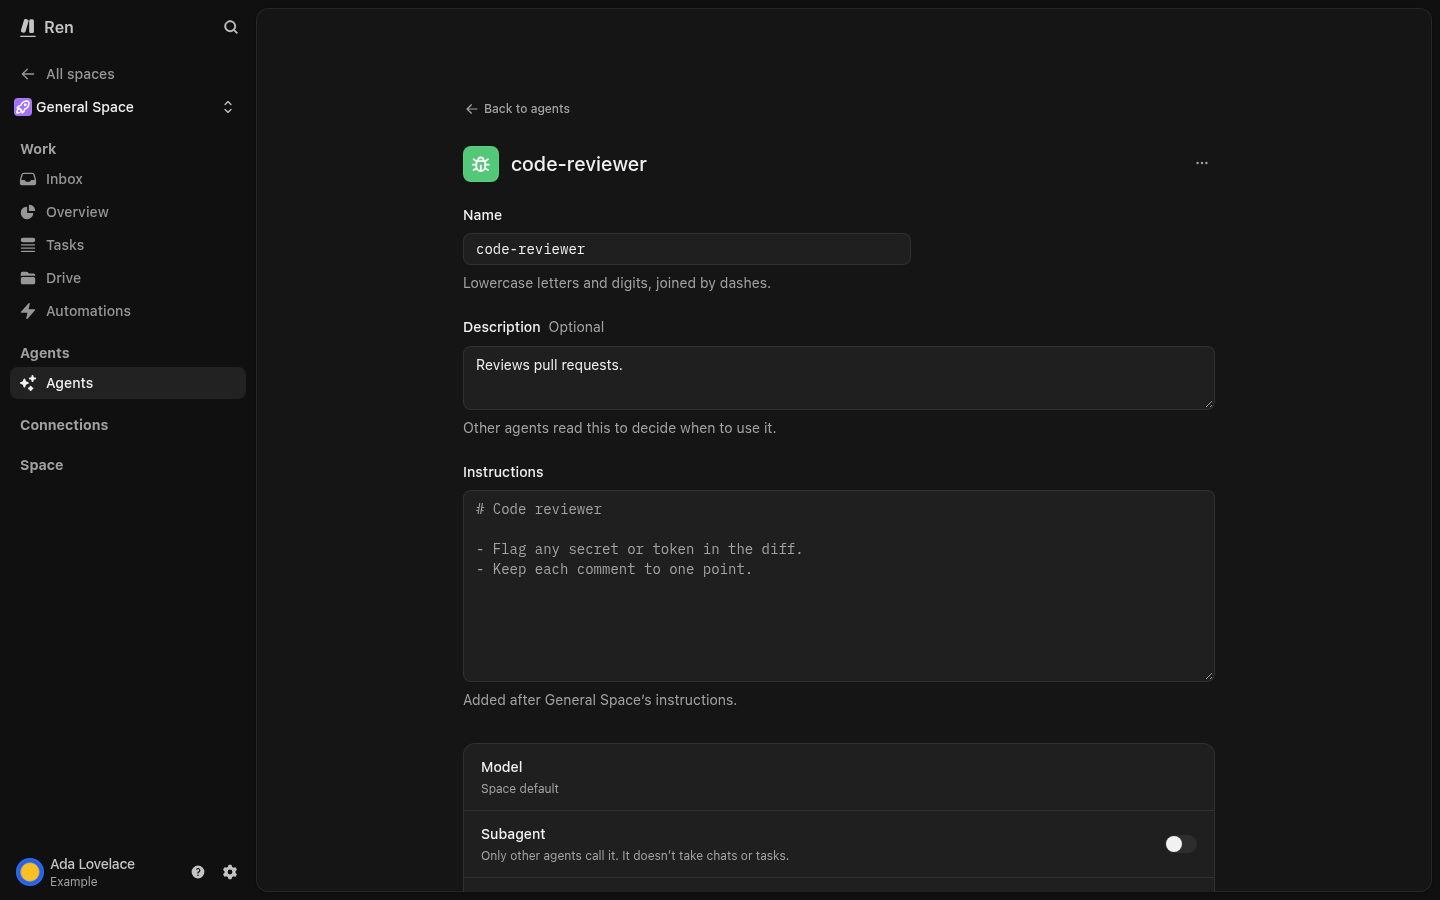 Ren
All spaces
General Space
Work
Inbox
Overview
Tasks
Drive
Automations
Agents
Agents
Connections
Space
Ada Lovelace
Example
Back to agents
code-reviewer
Name
code-reviewer
Lowercase letters and digits, joined by dashes.
Description Optional
Reviews pull requests.
Other agents read this to decide when to use it.
Instructions
# Code reviewer
- Flag any secret or token in the diff.
- Keep each comment to one point.
Added after General Space's instructions.
Model
Space default
Subagent
Only other agents call it. It doesn't take chats or tasks.